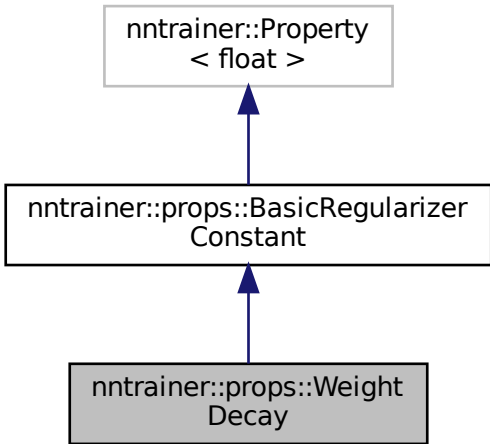 nntrainer::Property
< float >
nntrainer::props::BasicRegularizer
Constant
nntrainer::props::Weight
Decay